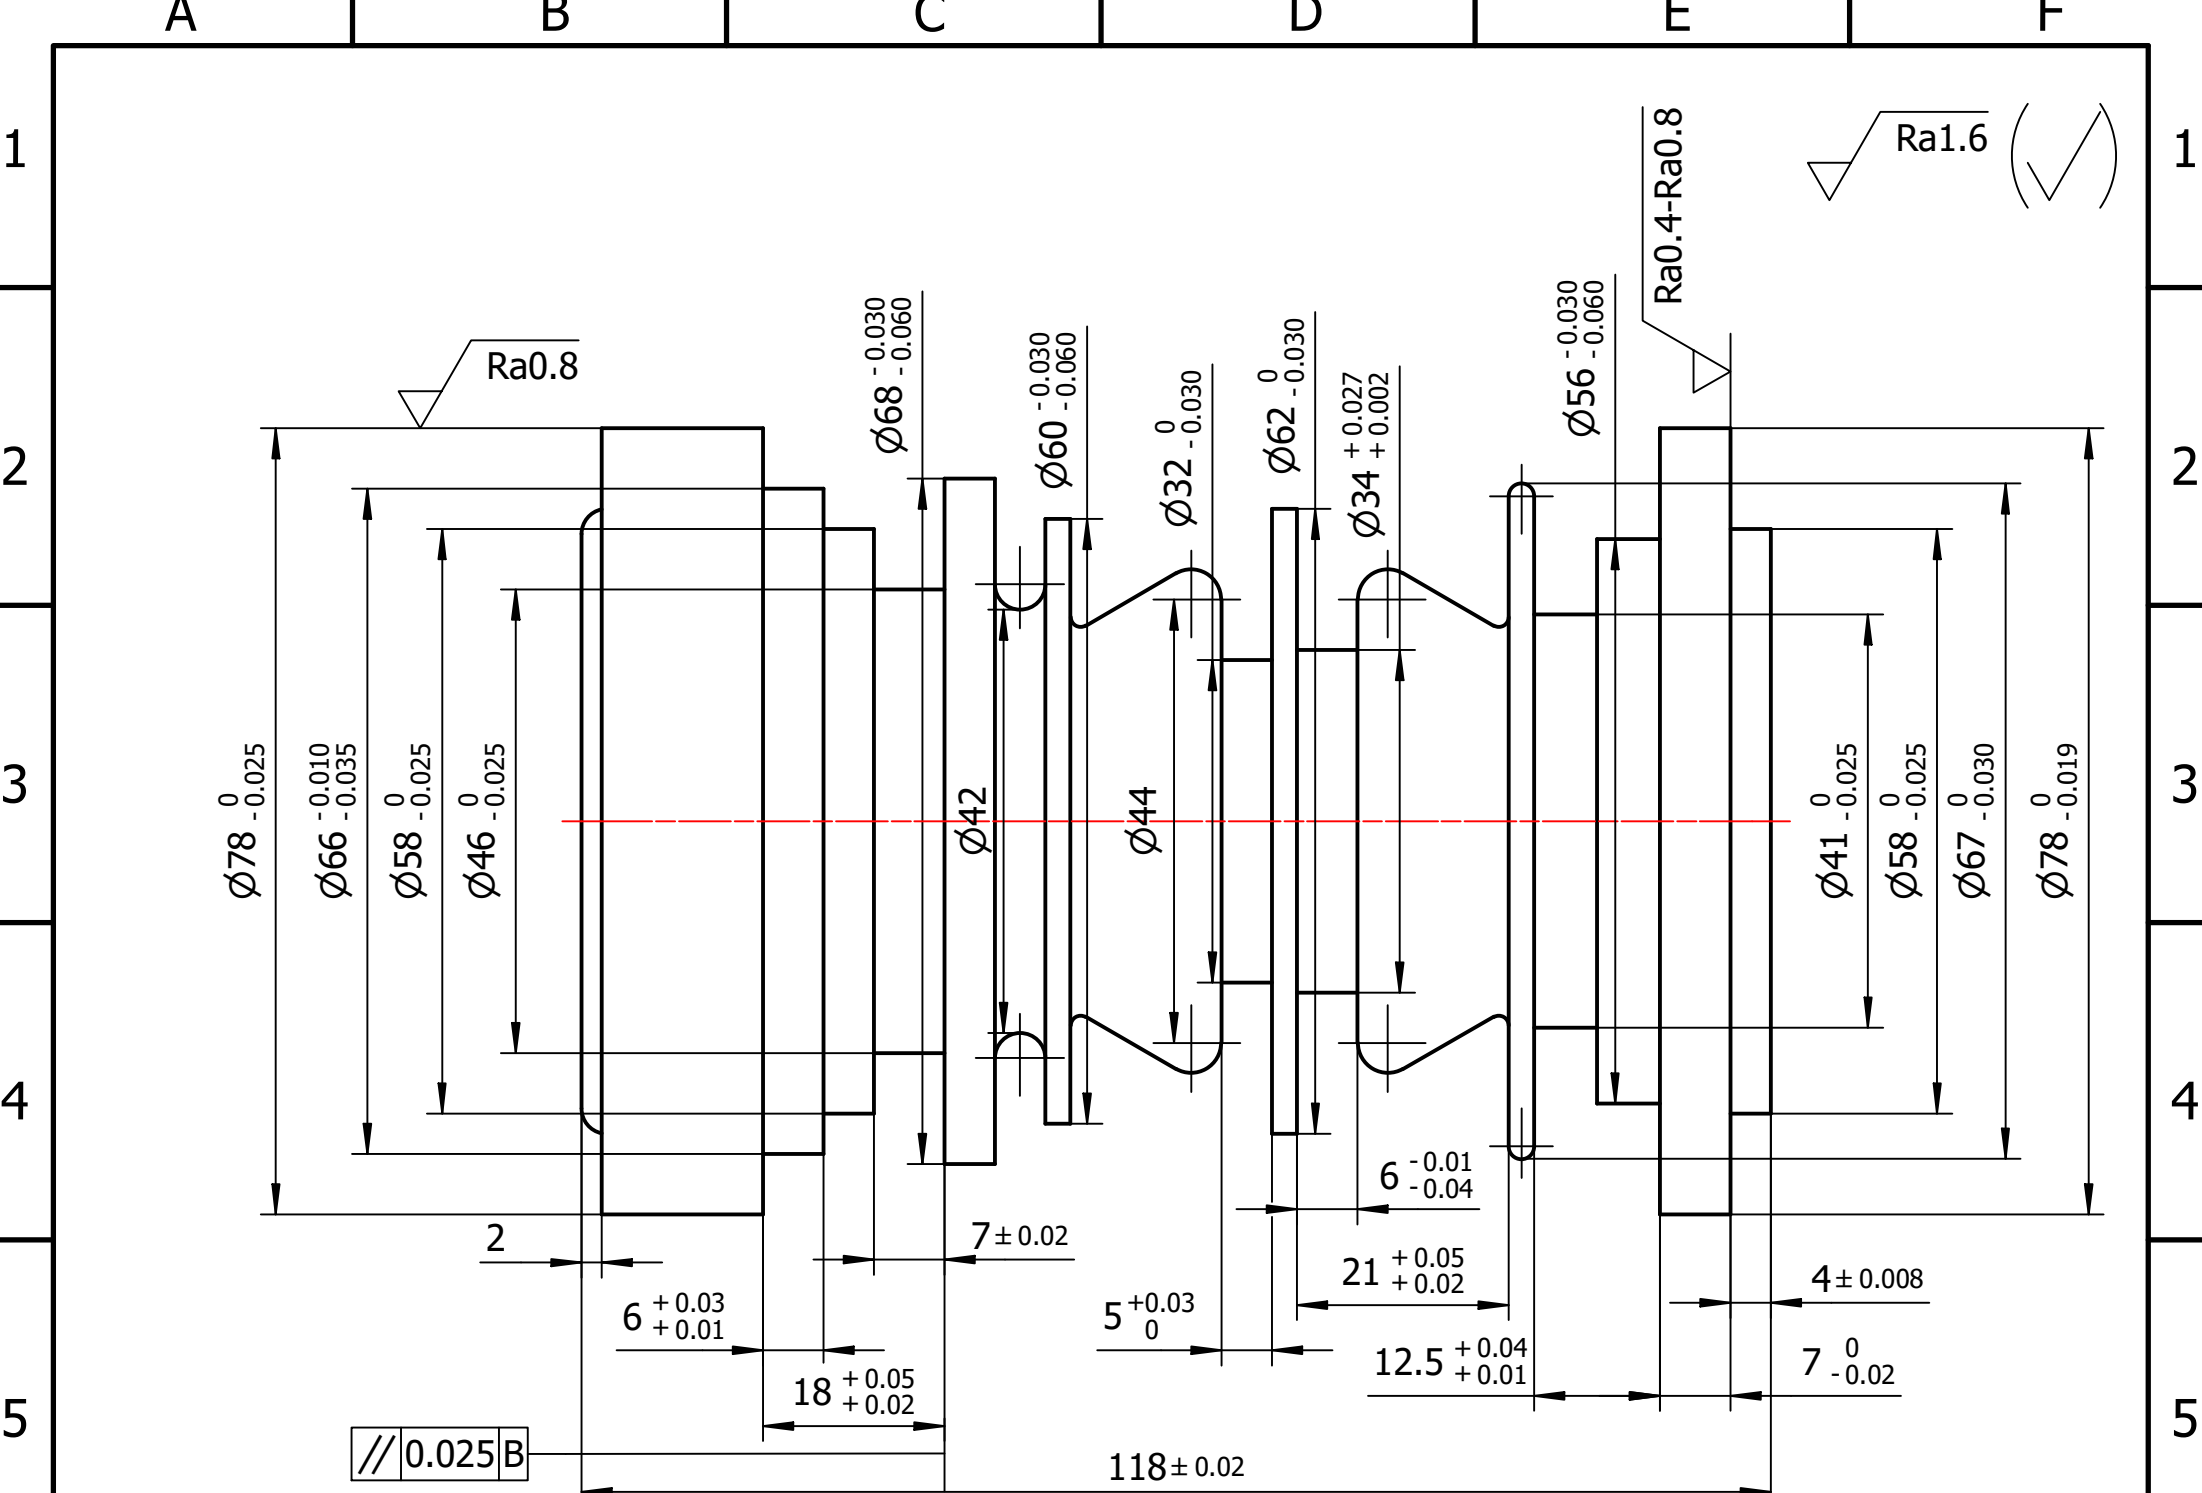 A B C D E F
1 Ra1.6 1
Ra0.4-Ra0.8
Ra0.8
Ø68 -0.030 -0.060
Ø60 -0.030 -0.060
Ø32 0 -0.030
Ø62 0 -0.030
Ø34 +0.027 +0.002
Ø56 -0.030 -0.060
2 2
3 3
Ø78 0 -0.025
Ø66 -0.010 -0.035
Ø58 0 -0.025
Ø46 0 -0.025
Ø42
Ø44
Ø41 0 -0.025
Ø58 0 -0.025
Ø67 0 -0.030
Ø78 0 -0.019
4 4
6 -0.01 -0.04
2
7±0.02
21 +0.05 +0.02
4±0.008
6 +0.03 +0.01
5 +0.03 0
12.5 +0.04 +0.01
7 0 -0.02
18 +0.05 +0.02
5 5
// 0.025 B
118±0.02